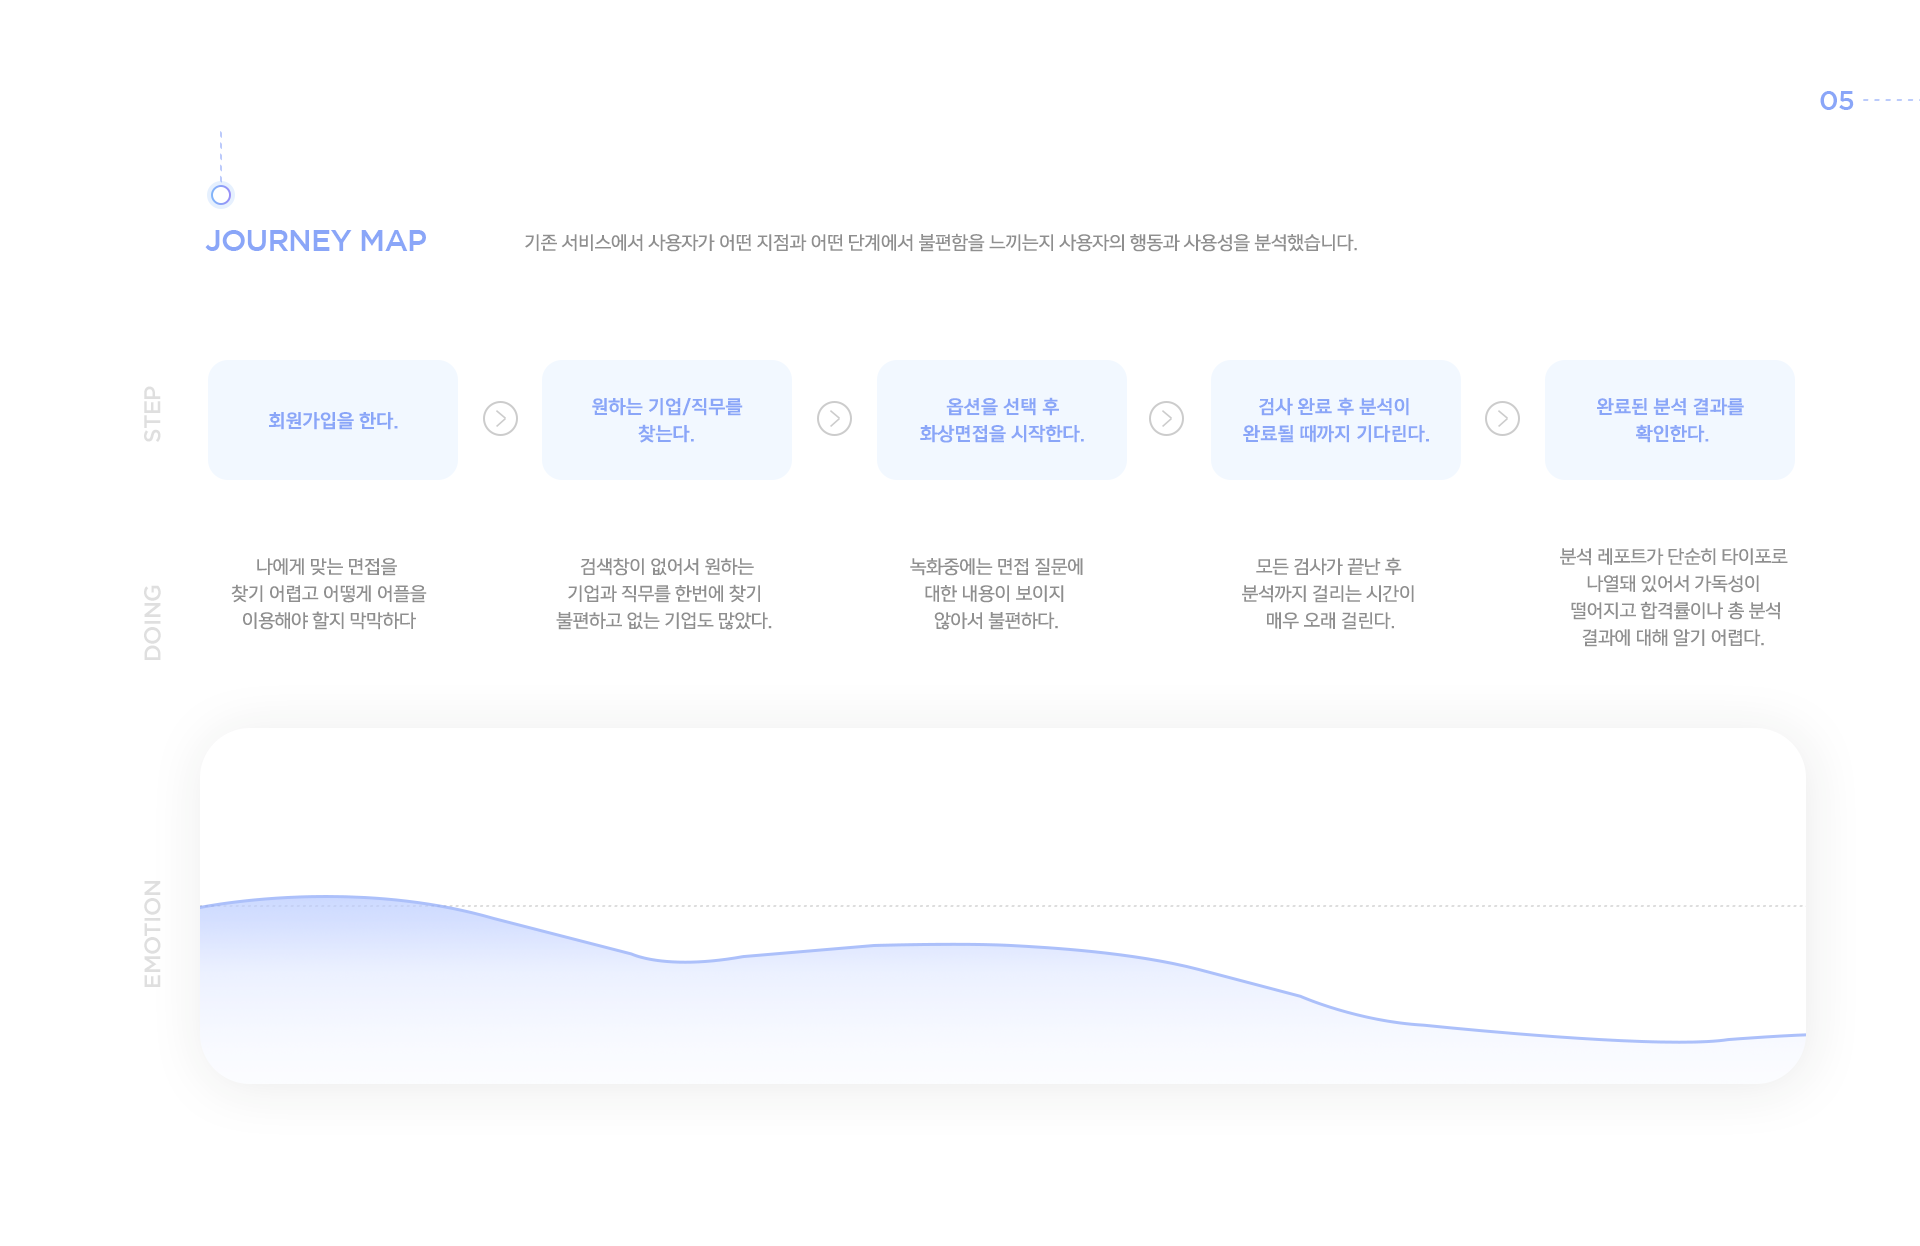 05
JOURNEY MAP
기존 서비스에서 사용자가 어떤 지점과 어떤 단계에서 불편함을 느끼는지 사용자의 행동과 사용성을 분석했습니다.
STEP
회원가입을 한다.
원하는 기업/직무를
찾는다.
옵션을 선택 후
화상면접을 시작한다.
검사 완료 후 분석이
완료될 때까지 기다린다.
완료된 분석 결과를
확인한다.
DOING
나에게 맞는 면접을
찾기 어렵고 어떻게 어플을
이용해야 할지 막막하다
검색창이 없어서 원하는
기업과 직무를 한번에 찾기
불편하고 없는 기업도 많았다.
녹화중에는 면접 질문에
대한 내용이 보이지
않아서 불편하다.
모든 검사가 끝난 후
분석까지 걸리는 시간이
매우 오래 걸린다.
분석 레포트가 단순히 타이포로
나열돼 있어서 가독성이
떨어지고 합격률이나 총 분석
결과에 대해 알기 어렵다.
EMOTION